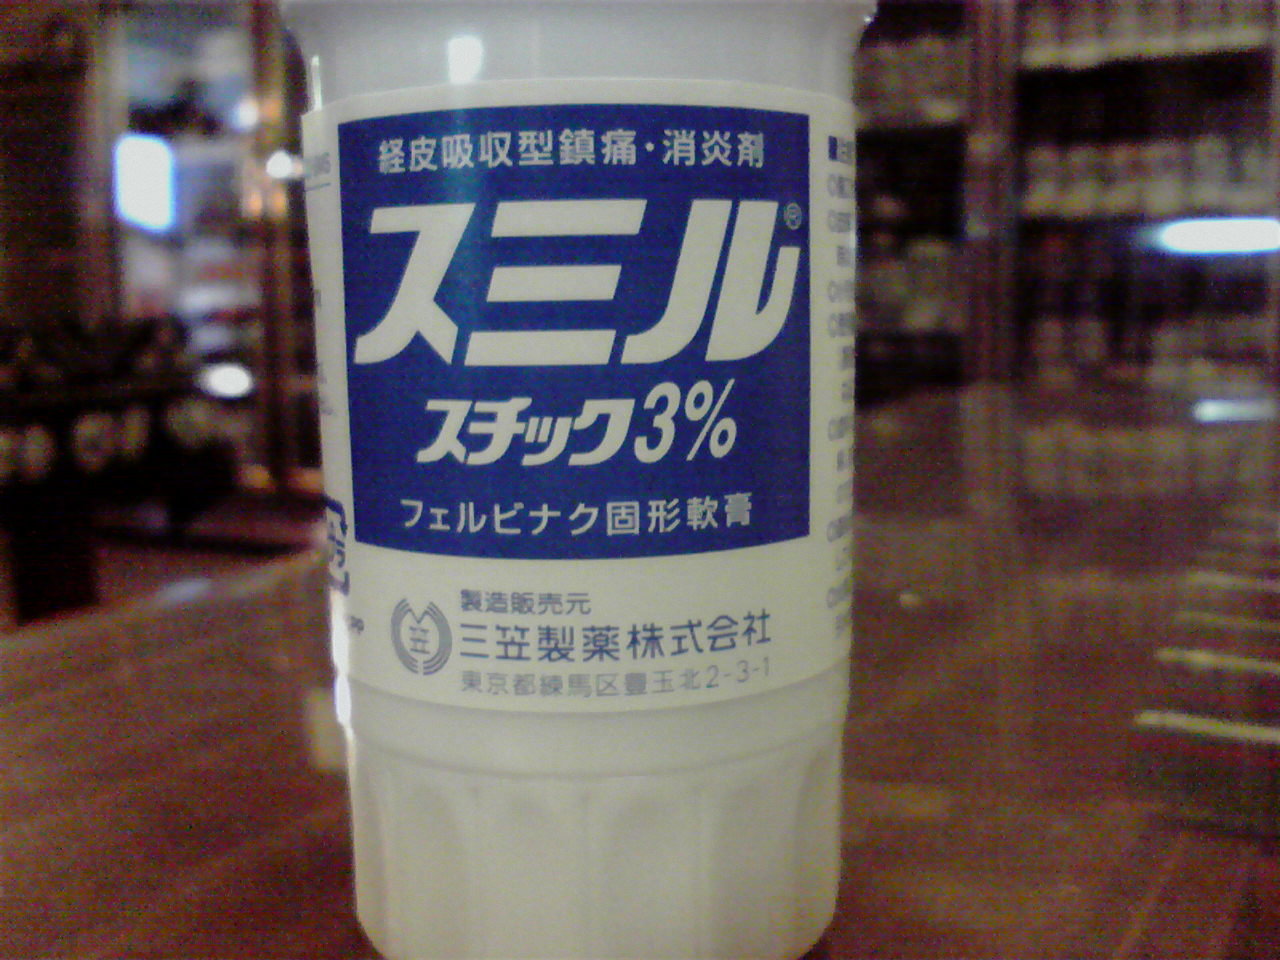 経皮吸収型鎮痛・消炎剤
スミル®
スチック3%
フェルビナク固形軟膏
笠
製造販売元
三笠製薬株式会社
東京都練馬区豊玉北2-3-1